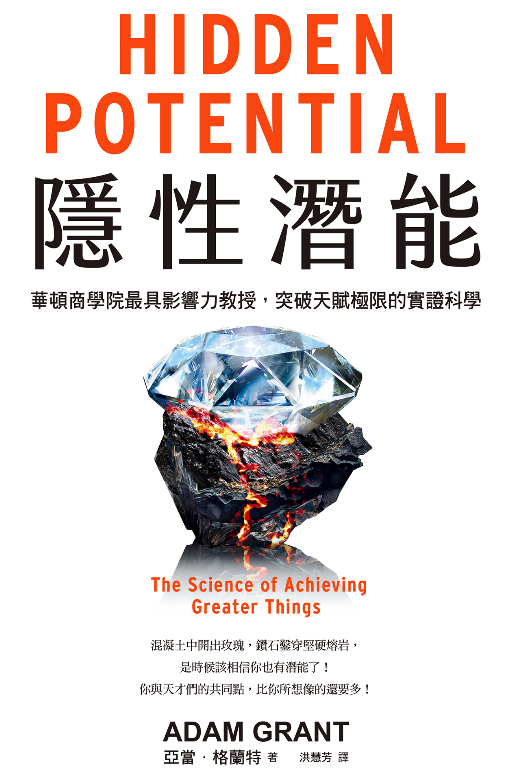 HIDDEN
POTENTIAL
隱性潛能
華頓商學院最具影響力教授，突破天賦極限的實證科學
The Science of Achieving
Greater Things
混凝土中開出玫瑰，鑽石鑿穿堅硬熔岩，
是時候該相信你也有潛能了！
你與天才們的共同點，比你所想像的還要多！
ADAM GRANT
亞當．格蘭特 著 洪慧芳 譯